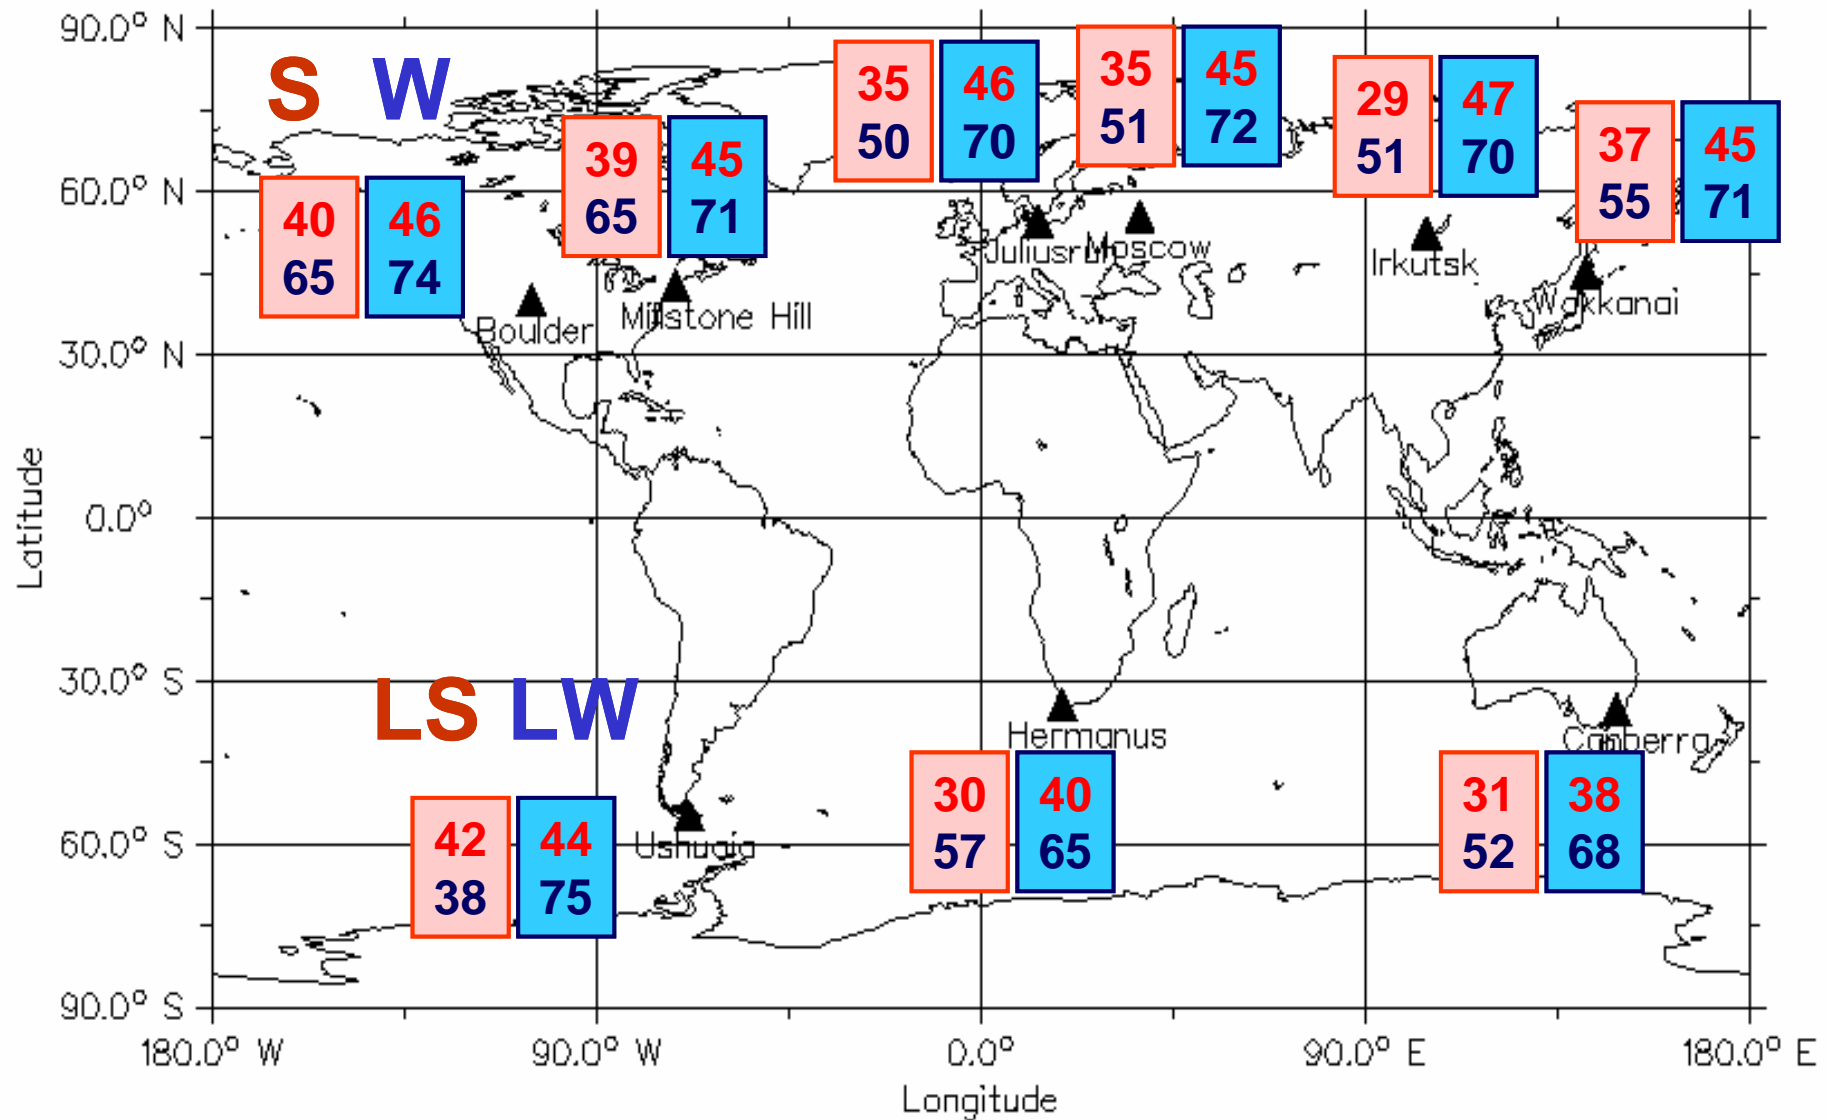 90.0° N
S W
35 46
50 70
35 45
51 72
29 47
51 70
37 45
55 71
39 45
65 71
60.0° N
40 46
65 74
Juliusruh
Moscow
Irkutsk
Wakkanai
Boulder
Millstone Hill
30.0° N
Latitude
0.0°
30.0° S
LS LW
Hermanus
Canberra
30 40
57 65
31 38
52 68
42 44
38 75
Ushuaia
60.0° S
90.0° S
180.0° W
90.0° W
0.0°
90.0° E
180.0° E
Longitude